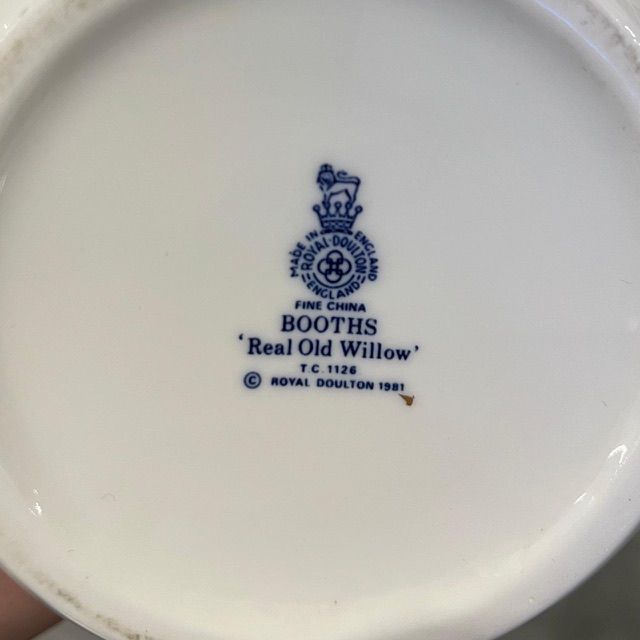 MADE IN ENGLAND
ROYAL DOULTON
ENGLAND
FINE CHINA
BOOTHS
'Real Old Willow'
T.C. 1126
© ROYAL DOULTON 1981